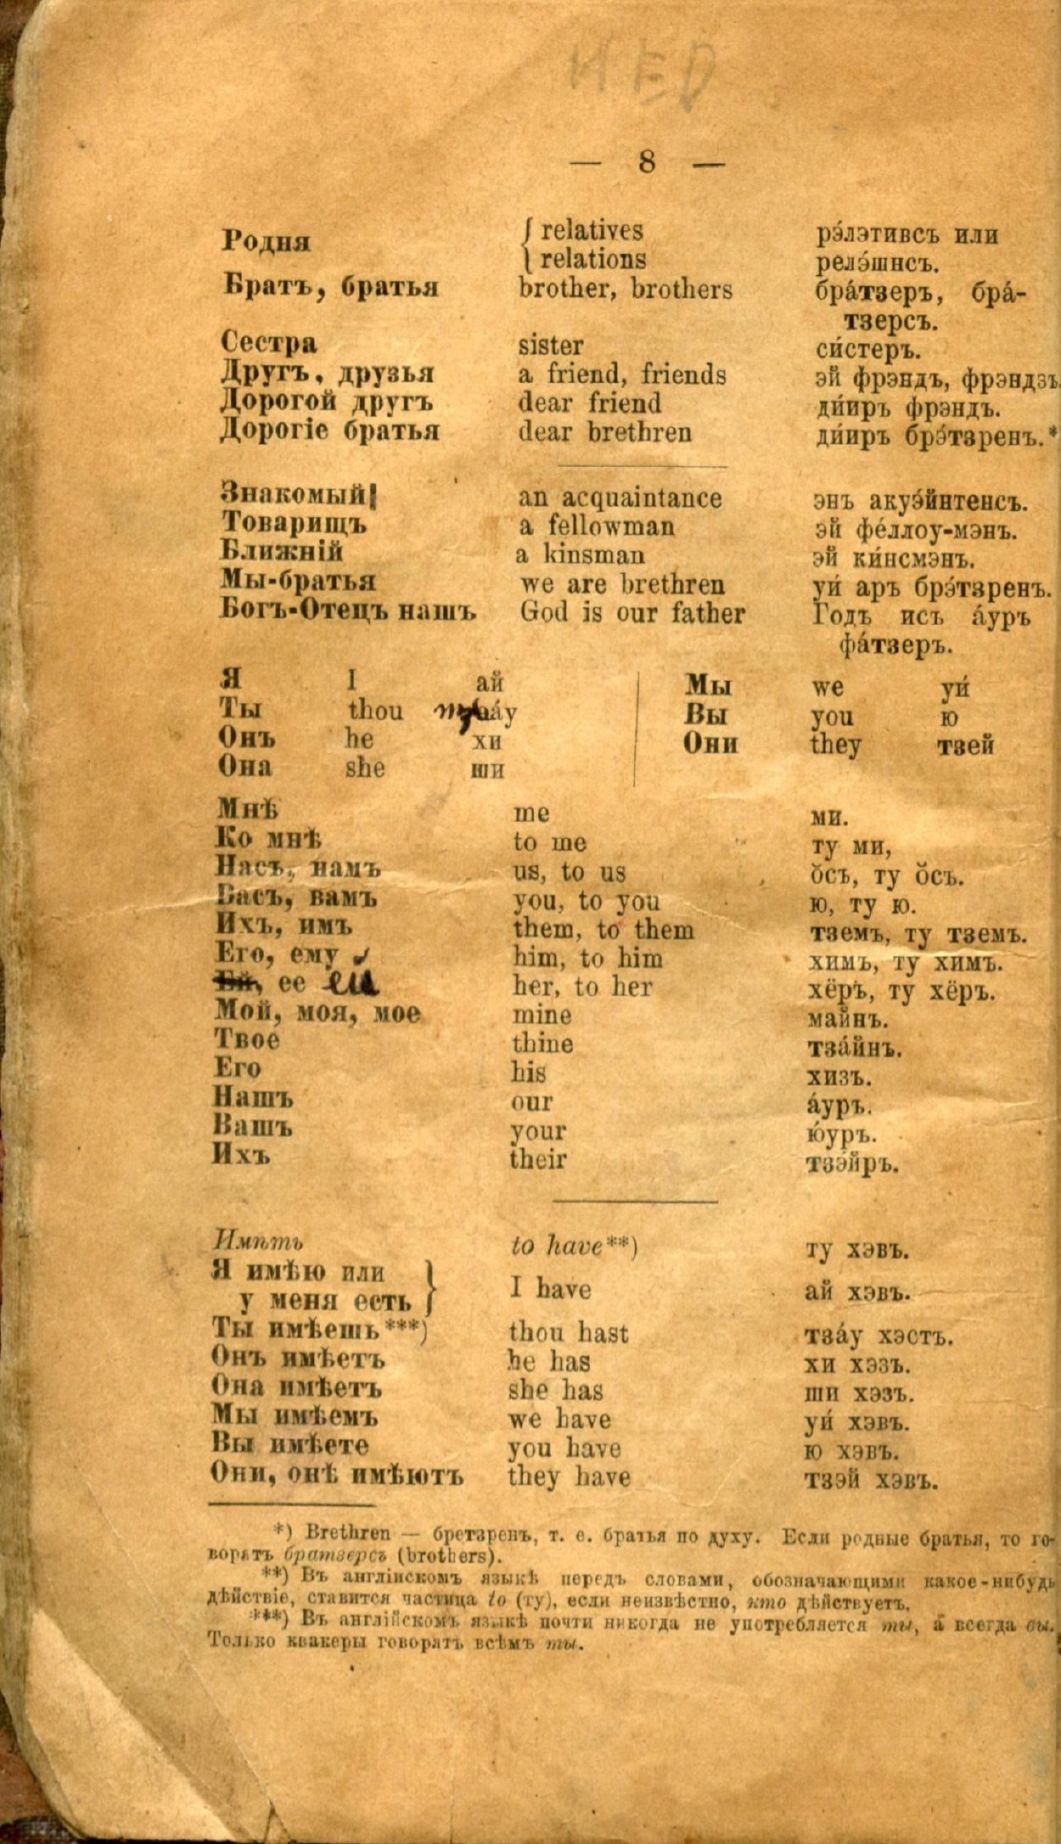 НЕД
— 8 —
Родня { relatives рэ́лэтивсъ или
{ relations релэ́шнсъ.
Братъ, братья brother, brothers бра́тзеръ, бра́-
тзерсъ.
Сестра sister си́стеръ.
Другъ, друзья a friend, friends эй фрэндъ, фрэндзъ
Дорогой другъ dear friend ди́иръ фрэндъ.
Дорогіе братья dear brethren ди́иръ брэ́тзренъ.*
Знакомый an acquaintance энъ акуэ́йнтенсъ.
Товарищъ a fellowman эй фе́ллоу-мэнъ.
Ближній a kinsman эй ки́нсмэнъ.
Мы-братья we are brethren уи́ аръ брэ́тзренъ.
Богъ-Отецъ нашъ God is our father Годъ исъ а́уръ
фа́тзеръ.
Я I ай Мы we уи́
Ты thou а́у Вы you ю
Онъ he хи Они they тзей
Она she ши
Мнѣ me ми.
Ко мнѣ to me ту ми,
Насъ, намъ us, to us о̆съ, ту о̆съ.
Васъ, вамъ you, to you ю, ту ю.
Ихъ, имъ them, to them тземъ, ту тземъ.
Его, ему him, to him химъ, ту химъ.
Ей, ее ей her, to her хёръ, ту хёръ.
Мой, моя, мое mine майнъ.
Твое thine тза́йнъ.
Его his хизъ.
Нашъ our а́уръ.
Вашъ your ю́уръ.
Ихъ their тзэ́йръ.
Имѣть to have**) ту хэвъ.
Я имѣю или
у меня есть } I have ай хэвъ.
Ты имѣешь***) thou hast тза́у хэстъ.
Онъ имѣетъ he has хи хэзъ.
Она имѣетъ she has ши хэзъ.
Мы имѣемъ we have уи́ хэвъ.
Вы имѣете you have ю хэвъ.
Они, онѣ имѣютъ they have тзэй хэвъ.
*) Brethren — бретзренъ, т. е. братья по духу. Если родные братья, то го-
ворятъ братзерсъ (brothers).
**) Въ англійскомъ языкѣ передъ словами, обозначающими какое-нибудь
дѣйствіе, ставится частица to (ту), если неизвѣстно, кто дѣйствуетъ.
***) Въ англійскомъ языкѣ почти никогда не употребляется ты, а всегда вы.
Только квакеры говорятъ всѣмъ ты.